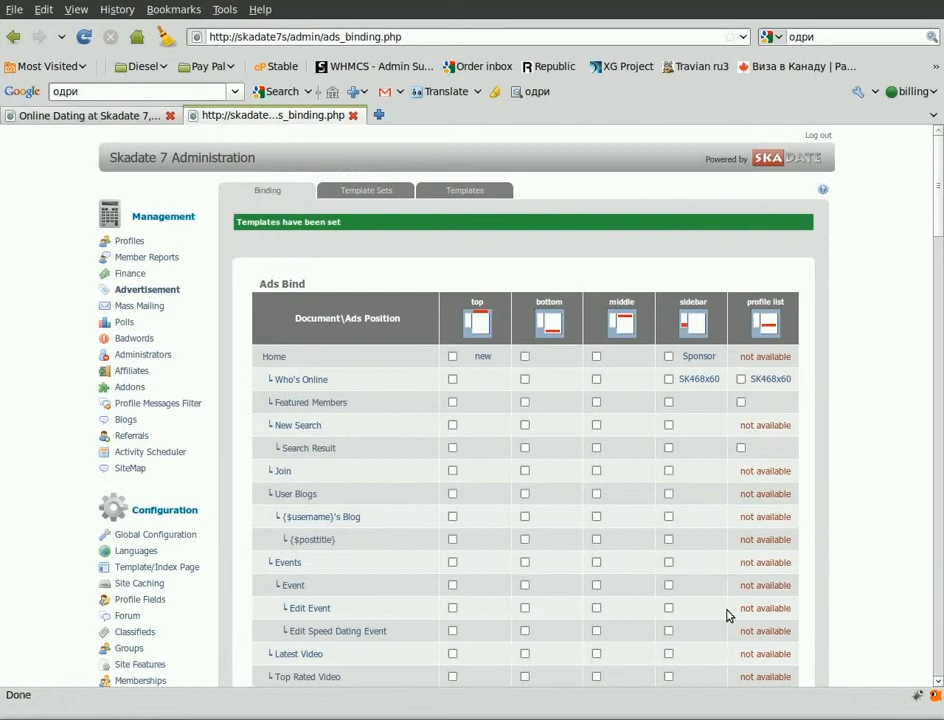 File Edit View History Bookmarks Tools Help
http://skadate7s/admin/ads_binding.php
одри
Most Visited Diesel Pay Pal Stable WHMCS - Admin Su... Order inbox Republic XG Project Travian ru3 Виза в Канаду | Pa... »
Google одри Search Translate одри billing
Online Dating at Skadate 7,... http://skadate...s_binding.php
Log out
Skadate 7 Administration
Powered by SKADATE
Binding Template Sets Templates
Templates have been set
Management
Profiles
Member Reports
Finance
Advertisement
Mass Mailing
Polls
Badwords
Administrators
Affiliates
Addons
Profile Messages Filter
Blogs
Referrals
Activity Scheduler
SiteMap
Configuration
Global Configuration
Languages
Template/Index Page
Site Caching
Profile Fields
Forum
Classifieds
Groups
Site Features
Memberships
Ads Bind
Document\Ads Position top bottom middle sidebar profile list
Home new Sponsor not available
Who's Online SK468x60 SK468x60
Featured Members
New Search not available
Search Result
Join not available
User Blogs not available
{$username}'s Blog not available
{$posttitle} not available
Events not available
Event not available
Edit Event not available
Edit Speed Dating Event not available
Latest Video not available
Top Rated Video not available
Done